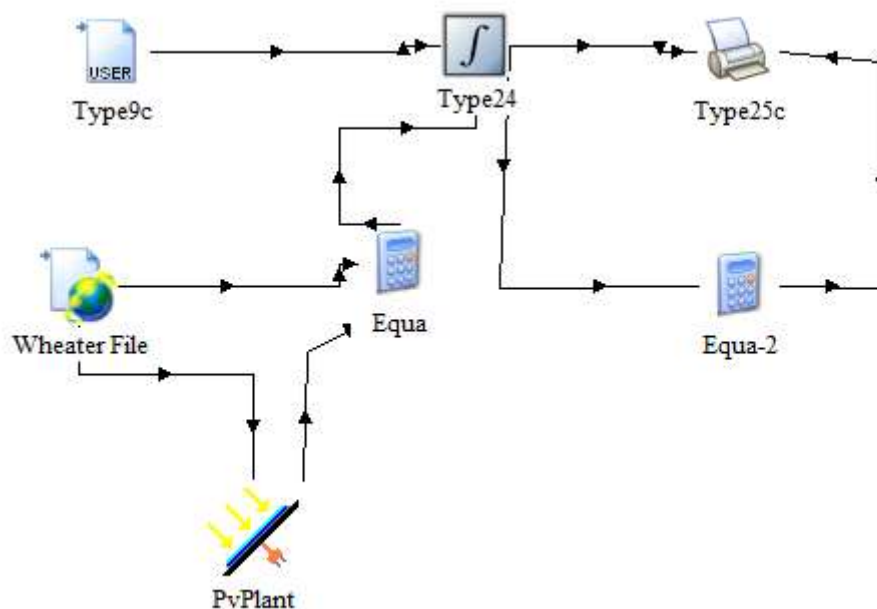 USER
Type9c
Type24
Type25c
Wheater File
Equa
Equa-2
PvPlant